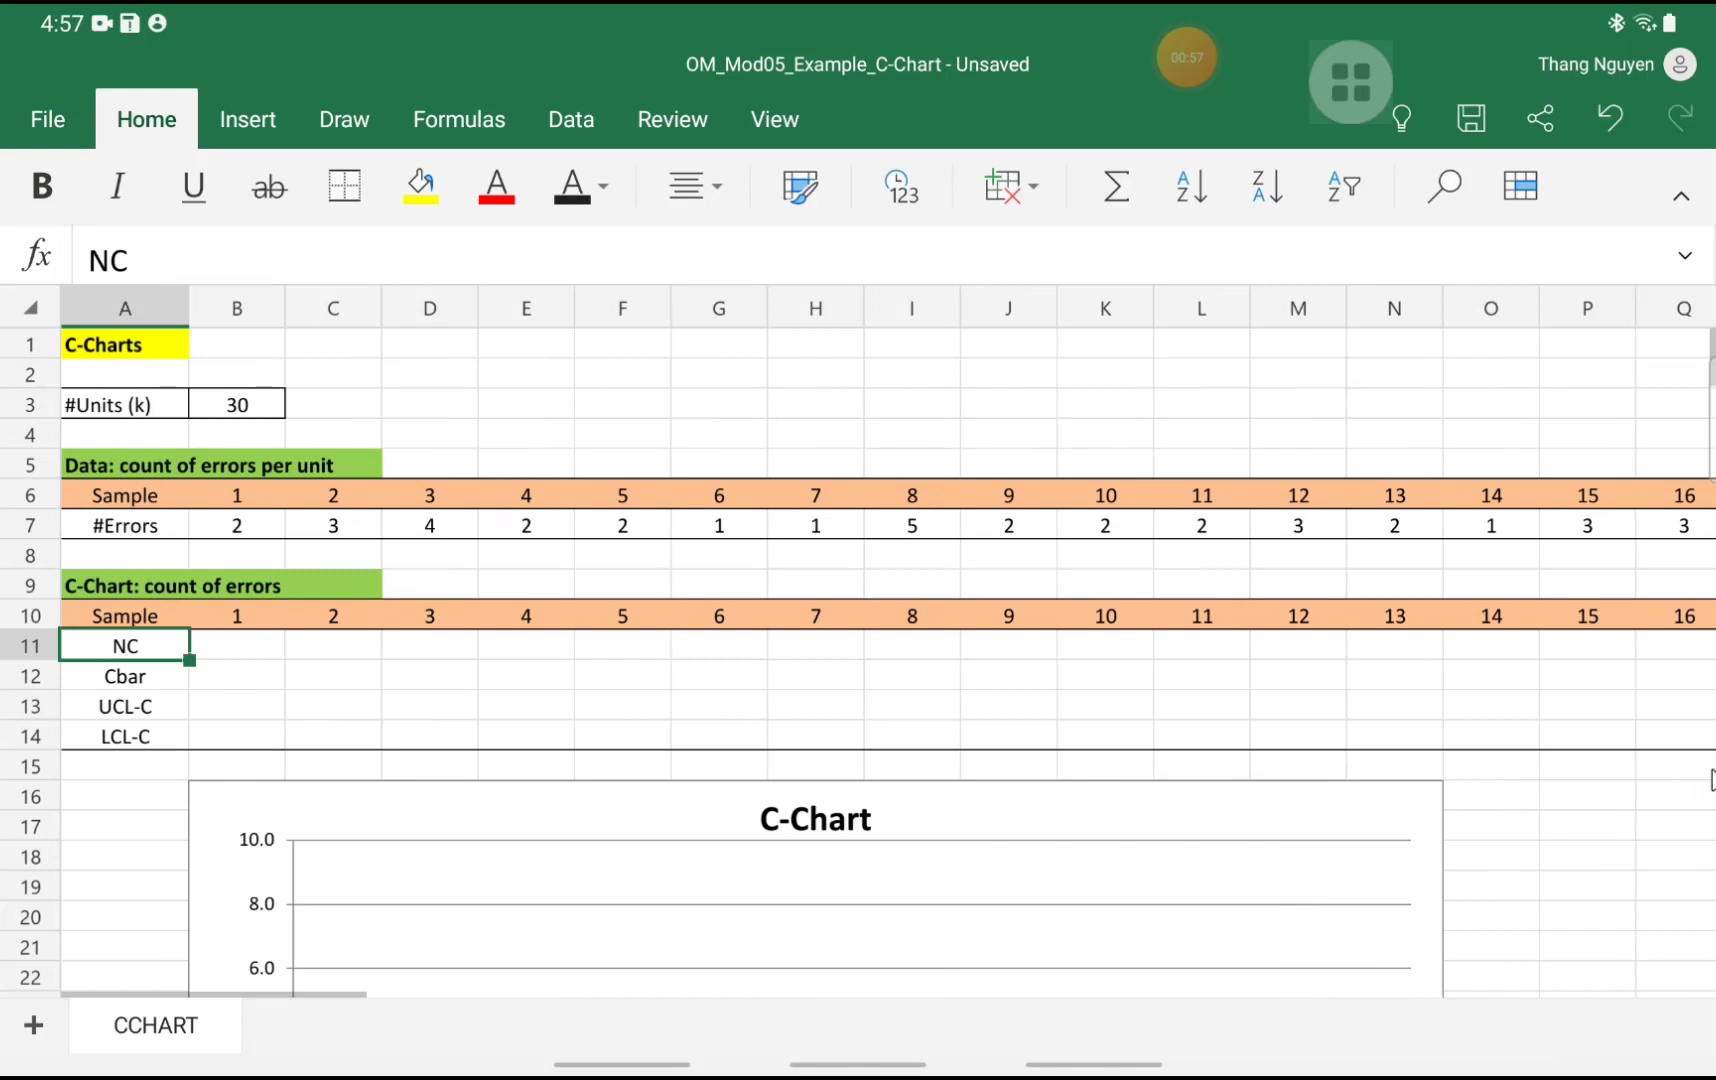 4:57
OM_Mod05_Example_C-Chart - Unsaved
00:57
Thang Nguyen
File Home Insert Draw Formulas Data Review View
B I U ab A A 123 A Z Z A A Z
fx NC
A B C D E F G H I J K L M N O P Q
1 C-Charts
2
3 #Units (k) 30
4
5 Data: count of errors per unit
6 Sample 1 2 3 4 5 6 7 8 9 10 11 12 13 14 15 16
7 #Errors 2 3 4 2 2 1 1 5 2 2 2 3 2 1 3 3
8
9 C-Chart: count of errors
10 Sample 1 2 3 4 5 6 7 8 9 10 11 12 13 14 15 16
11 NC
12 Cbar
13 UCL-C
14 LCL-C
15
16
17 C-Chart
10.0
18
19 8.0
20
21 6.0
22
+ CCHART